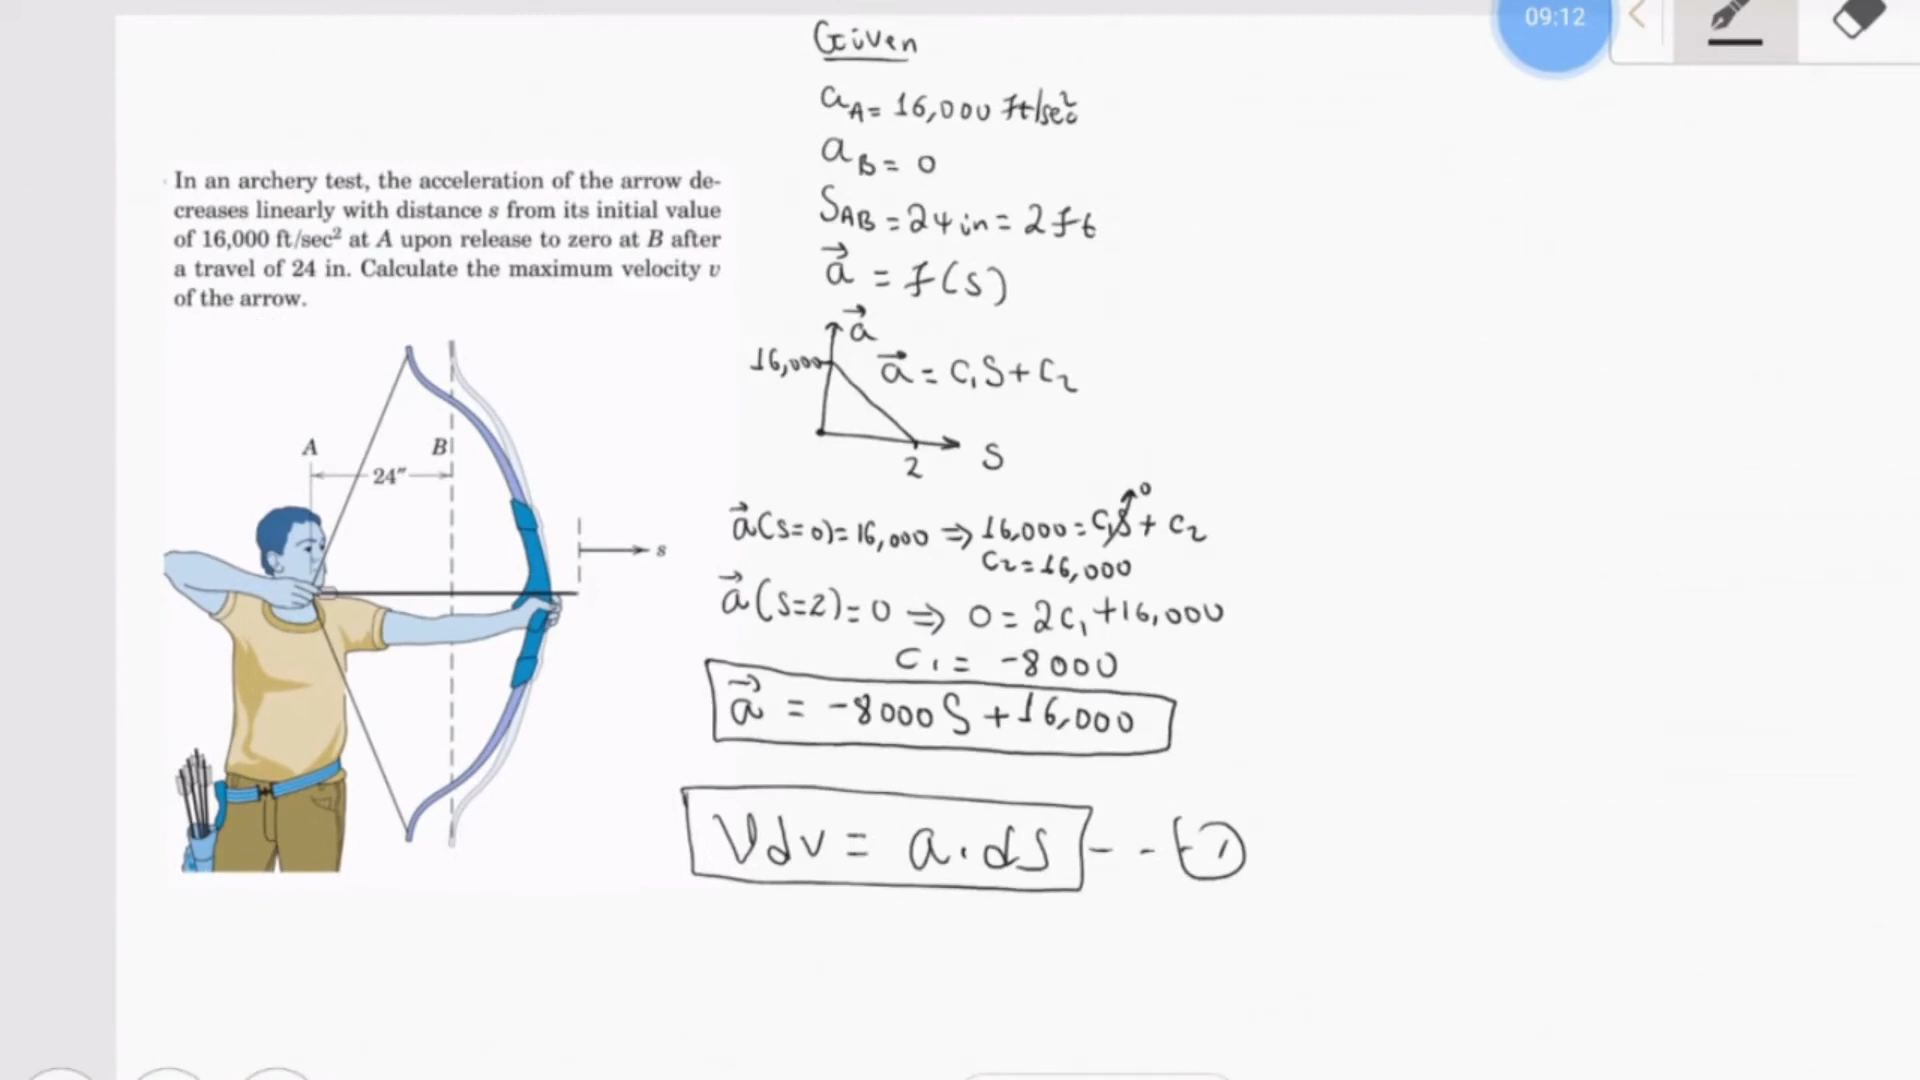 09:12
In an archery test, the acceleration of the arrow de-
creases linearly with distance s from its initial value
of 16,000 ft/sec² at A upon release to zero at B after
a travel of 24 in. Calculate the maximum velocity v
of the arrow.
A
B
24″
s
Given
a_A = 16,000 ft/sec²
a_B = 0
S_AB = 24 in = 2 ft
a⃗ = f(s)
a⃗
16,000
a⃗ = C₁S + C₂
S
2
a⃗(s=0) = 16,000 ⇒ 16,000 = C₁S + C₂
0
C₂ = 16,000
a⃗(s=2) = 0 ⇒ 0 = 2C₁ + 16,000
C₁ = -8000
a⃗ = -8000 S + 16,000
Vdv = a.ds - - ①